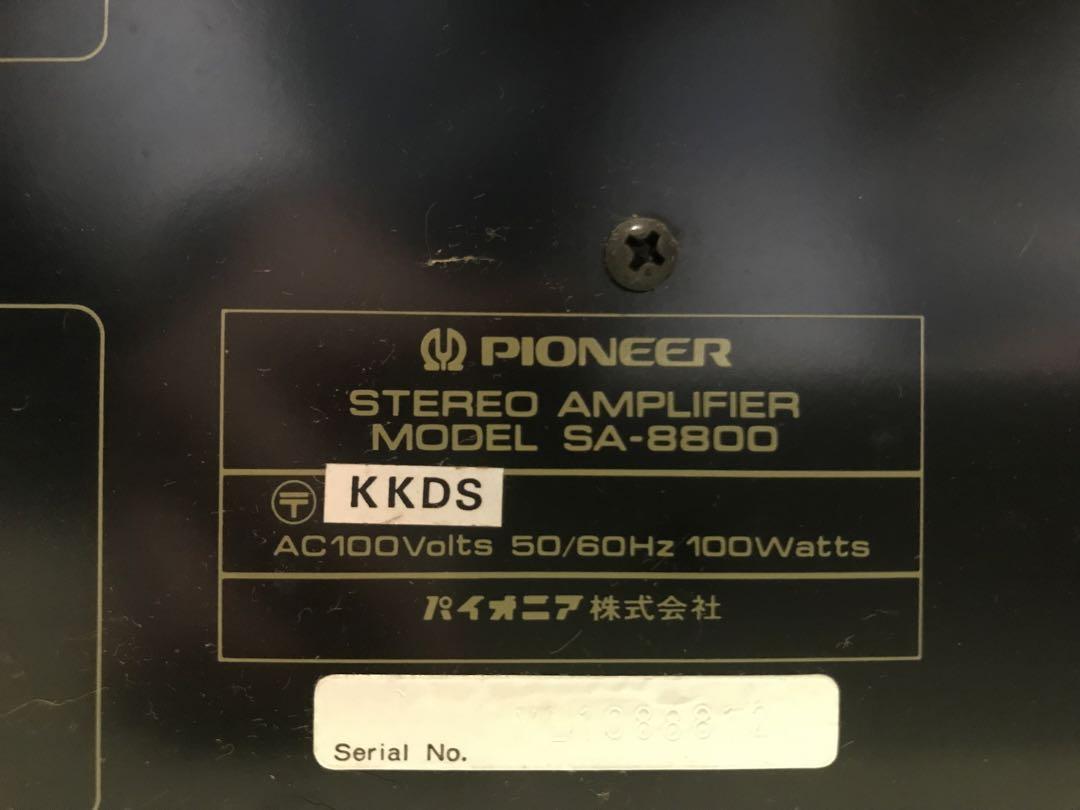 PIONEER
STEREO AMPLIFIER
MODEL SA-8800
〒 KKDS
AC100Volts 50/60Hz 100Watts
パイオニア株式会社
Serial No.